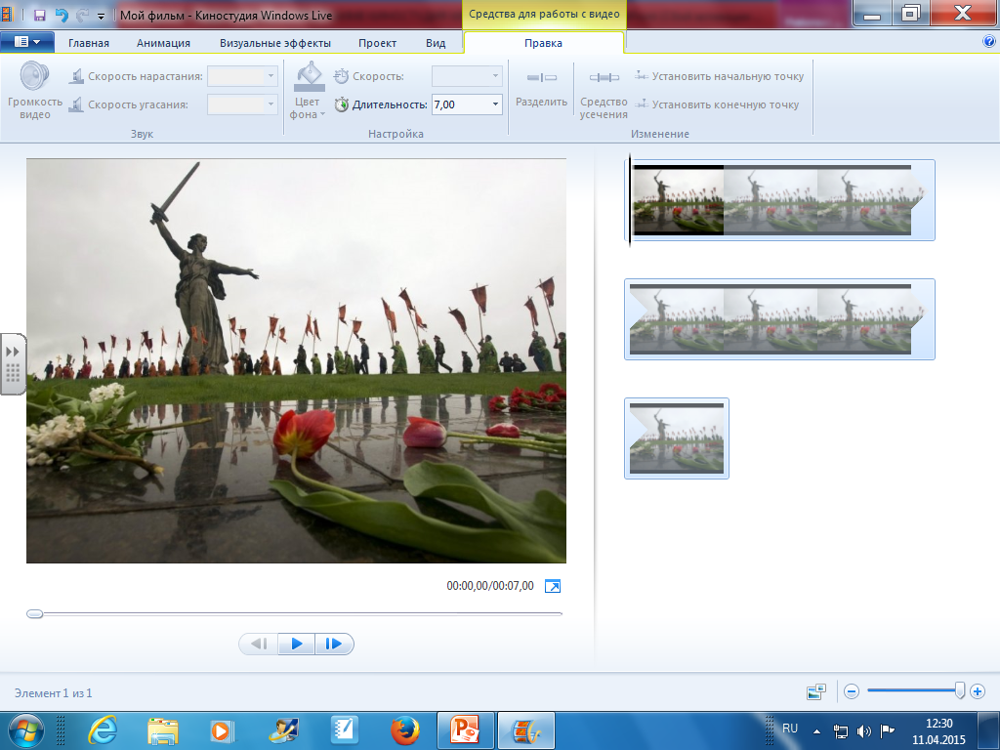 Мой фильм - Киностудия Windows Live
Средства для работы с видео
Главная Анимация Визуальные эффекты Проект Вид Правка
Громкость видео
Скорость нарастания:
Скорость угасания:
Звук
Цвет фона
Скорость:
Длительность: 7,00
Настройка
Разделить
Средство усечения
Установить начальную точку
Установить конечную точку
Изменение
00:00,00/00:07,00
Элемент 1 из 1
RU
12:30
11.04.2015